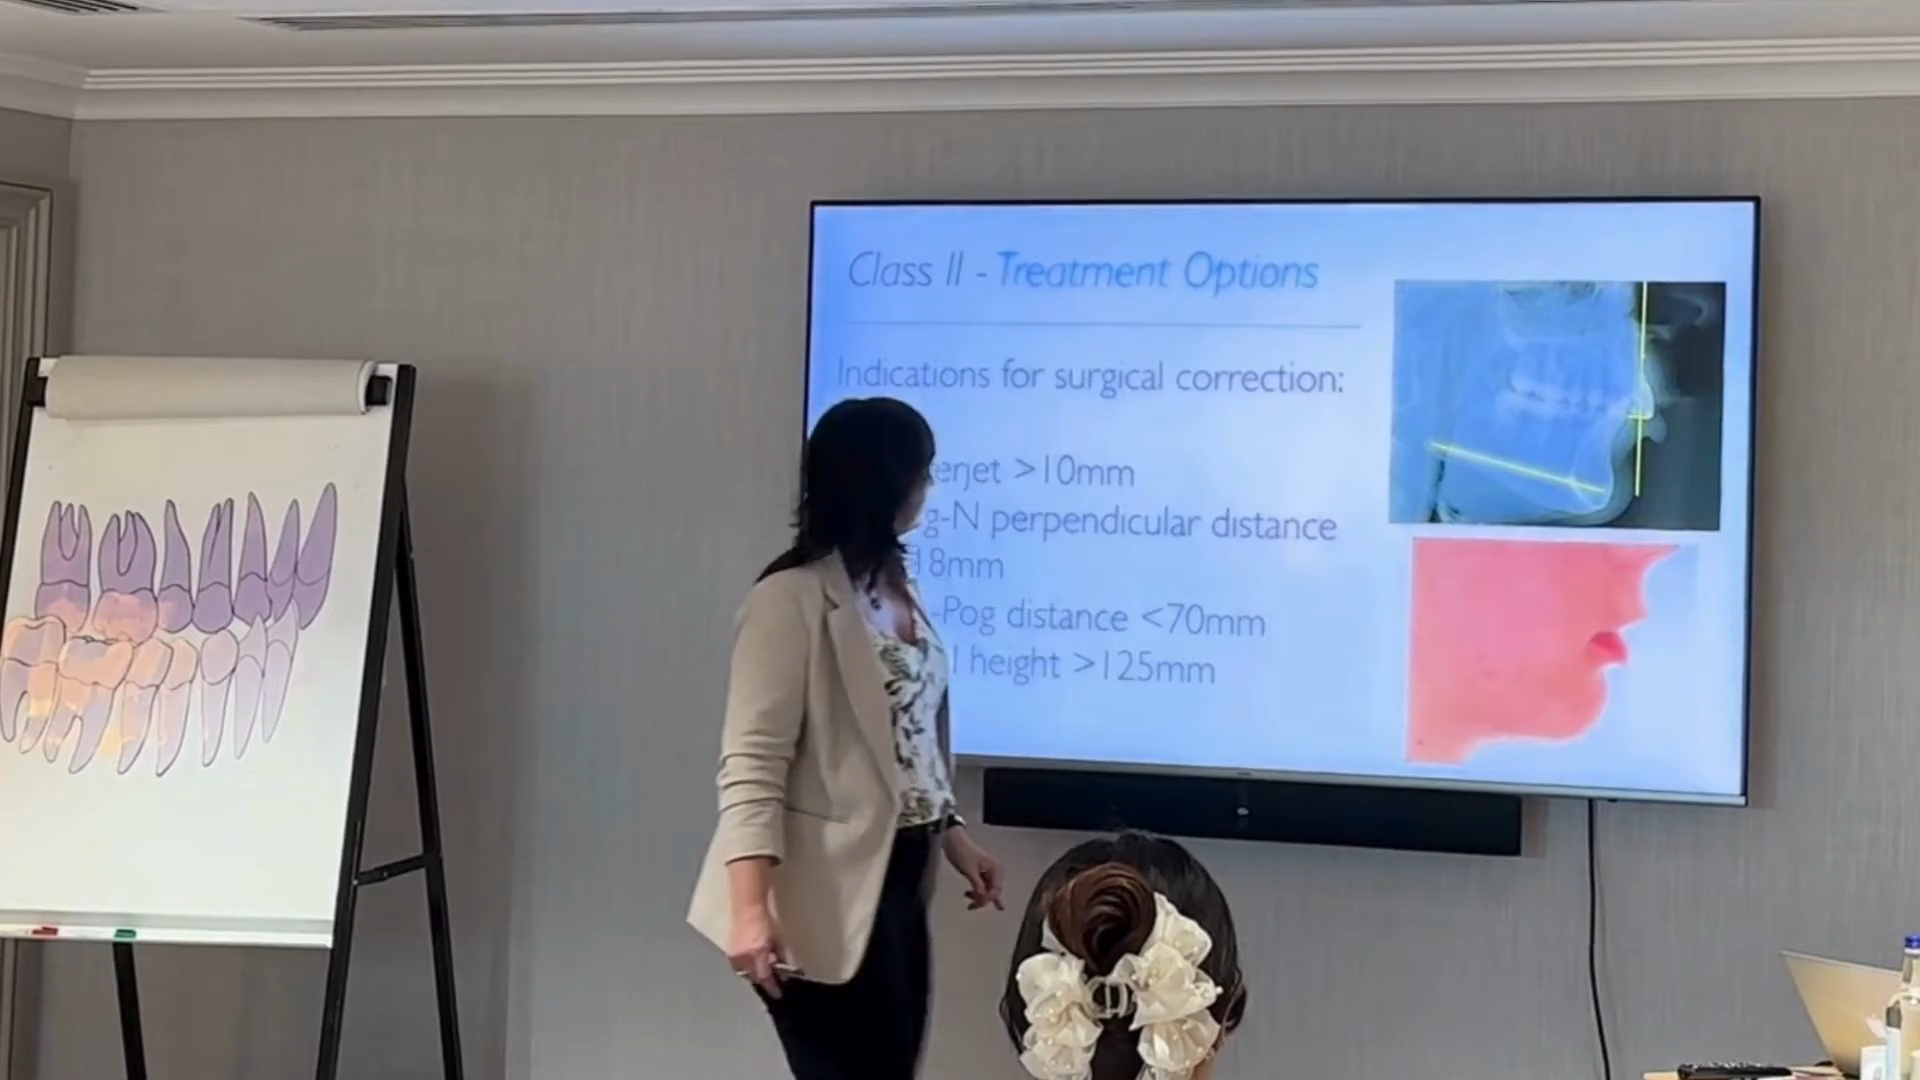 Class II - Treatment Options
Indications for surgical correction:
erjet >10mm
g-N perpendicular distance
18mm
-Pog distance <70mm
l height >125mm